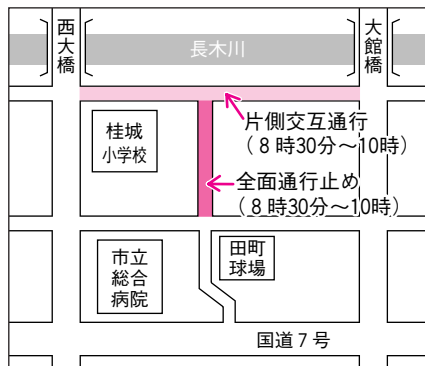 西大橋
長木川
大館橋
片側交互通行
（８時30分～10時）
桂城
小学校
全面通行止め
（８時30分～10時）
市立
総合
病院
田町
球場
国道７号